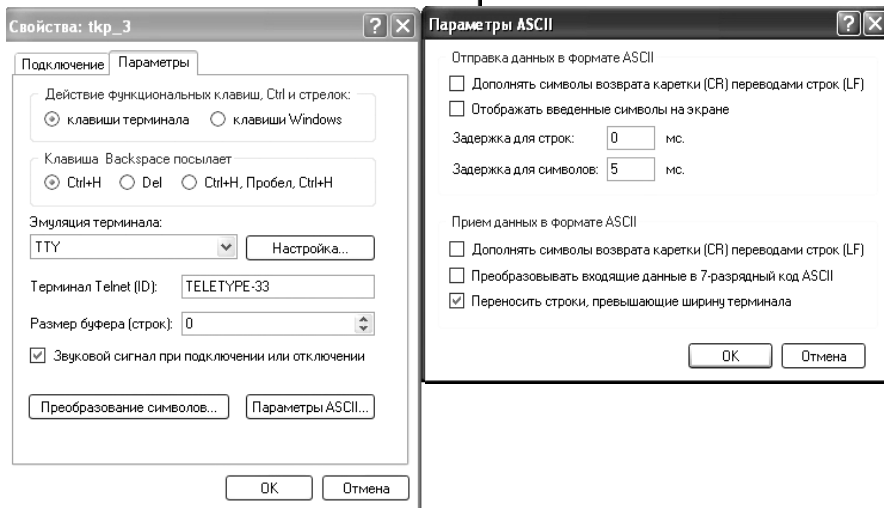 Свойства: tkp_3
Подключение Параметры
Действие функциональных клавиш, Ctrl и стрелок:
клавиши терминала клавиши Windows
Клавиша Backspace посылает
Ctrl+H Del Ctrl+H, Пробел, Ctrl+H
Эмуляция терминала:
TTY Настройка...
Терминал Telnet (ID): TELETYPE-33
Размер буфера (строк): 0
Звуковой сигнал при подключении или отключении
Преобразование символов... Параметры ASCII...
OK Отмена
Параметры ASCII
Отправка данных в формате ASCII
Дополнять символы возврата каретки (CR) переводами строк (LF)
Отображать введенные символы на экране
Задержка для строк: 0 мс.
Задержка для символов: 5 мс.
Прием данных в формате ASCII
Дополнять символы возврата каретки (CR) переводами строк (LF)
Преобразовывать входящие данные в 7-разрядный код ASCII
Переносить строки, превышающие ширину терминала
OK Отмена